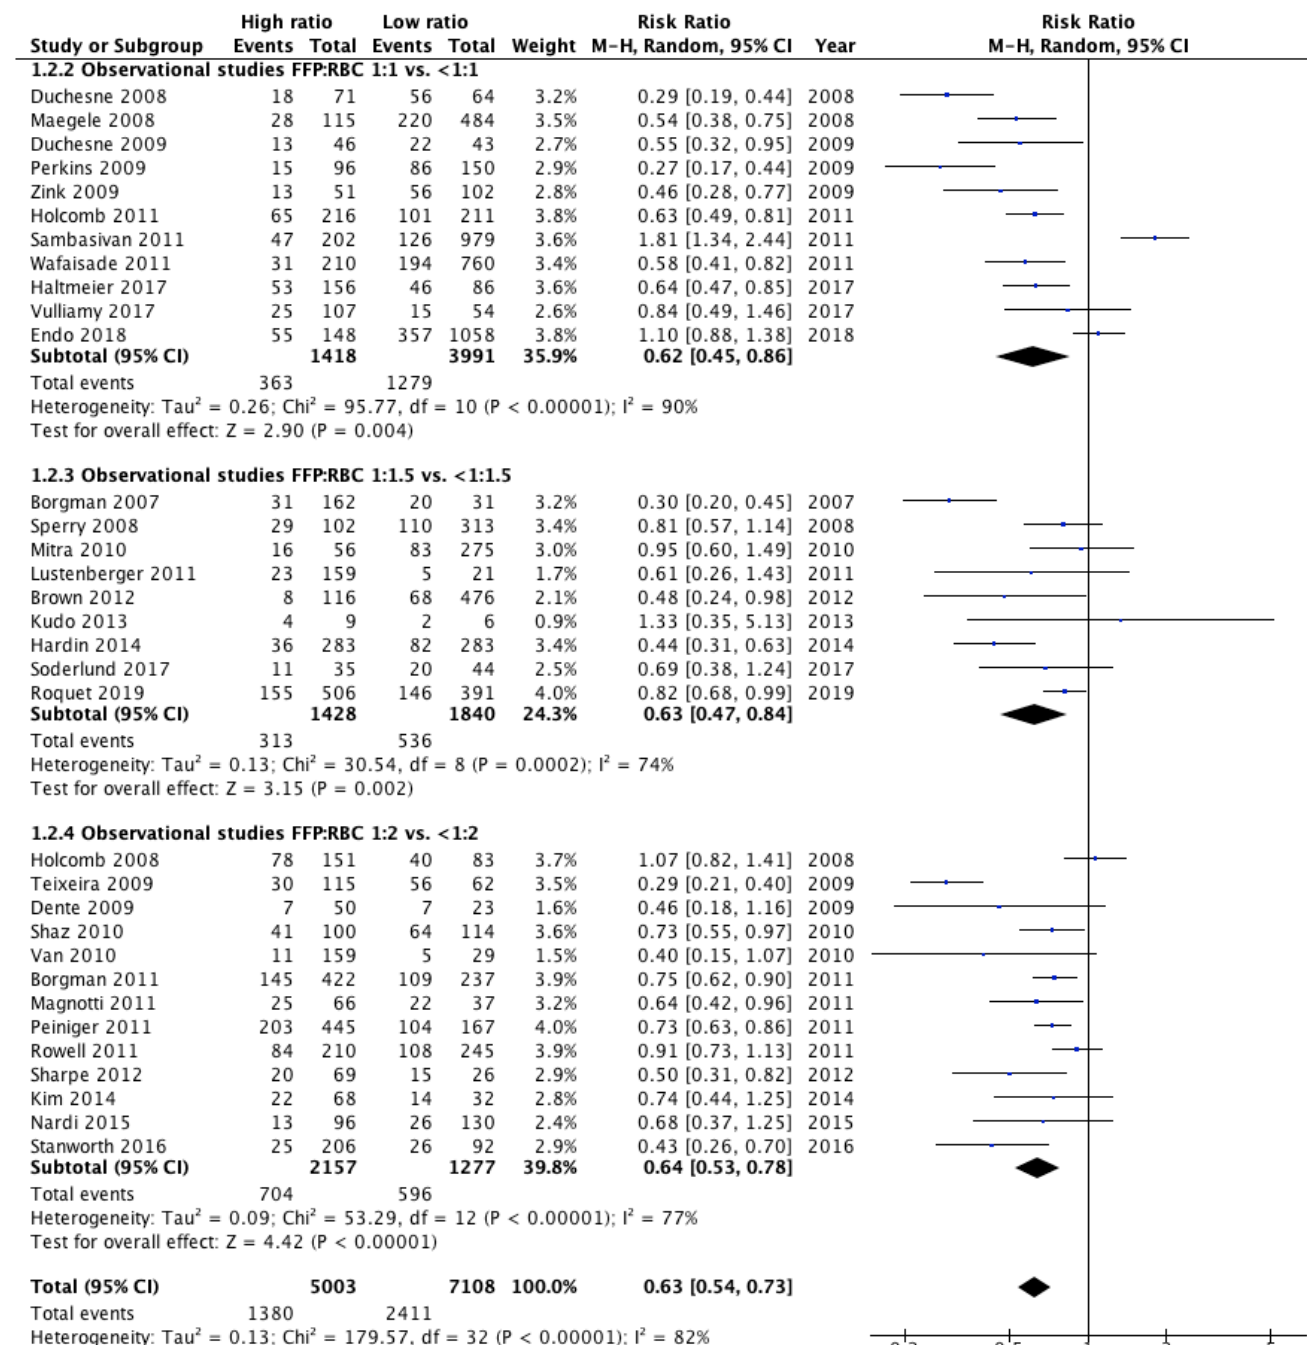 High ratio Low ratio Risk Ratio Risk Ratio
Study or Subgroup Events Total Events Total Weight M-H, Random, 95% CI Year M-H, Random, 95% CI
1.2.2 Observational studies FFP:RBC 1:1 vs. <1:1
Duchesne 2008 18 71 56 64 3.2% 0.29 [0.19, 0.44] 2008
Maegele 2008 28 115 220 484 3.5% 0.54 [0.38, 0.75] 2008
Duchesne 2009 13 46 22 43 2.7% 0.55 [0.32, 0.95] 2009
Perkins 2009 15 96 86 150 2.9% 0.27 [0.17, 0.44] 2009
Zink 2009 13 51 56 102 2.8% 0.46 [0.28, 0.77] 2009
Holcomb 2011 65 216 101 211 3.8% 0.63 [0.49, 0.81] 2011
Sambasivan 2011 47 202 126 979 3.6% 1.81 [1.34, 2.44] 2011
Wafaisade 2011 31 210 194 760 3.4% 0.58 [0.41, 0.82] 2011
Haltmeier 2017 53 156 46 86 3.6% 0.64 [0.47, 0.85] 2017
Vulliamy 2017 25 107 15 54 2.6% 0.84 [0.49, 1.46] 2017
Endo 2018 55 148 357 1058 3.8% 1.10 [0.88, 1.38] 2018
Subtotal (95% CI) 1418 3991 35.9% 0.62 [0.45, 0.86]
Total events 363 1279
Heterogeneity: Tau² = 0.26; Chi² = 95.77, df = 10 (P < 0.00001); I² = 90%
Test for overall effect: Z = 2.90 (P = 0.004)
1.2.3 Observational studies FFP:RBC 1:1.5 vs. <1:1.5
Borgman 2007 31 162 20 31 3.2% 0.30 [0.20, 0.45] 2007
Sperry 2008 29 102 110 313 3.4% 0.81 [0.57, 1.14] 2008
Mitra 2010 16 56 83 275 3.0% 0.95 [0.60, 1.49] 2010
Lustenberger 2011 23 159 5 21 1.7% 0.61 [0.26, 1.43] 2011
Brown 2012 8 116 68 476 2.1% 0.48 [0.24, 0.98] 2012
Kudo 2013 4 9 2 6 0.9% 1.33 [0.35, 5.13] 2013
Hardin 2014 36 283 82 283 3.4% 0.44 [0.31, 0.63] 2014
Soderlund 2017 11 35 20 44 2.5% 0.69 [0.38, 1.24] 2017
Roquet 2019 155 506 146 391 4.0% 0.82 [0.68, 0.99] 2019
Subtotal (95% CI) 1428 1840 24.3% 0.63 [0.47, 0.84]
Total events 313 536
Heterogeneity: Tau² = 0.13; Chi² = 30.54, df = 8 (P = 0.0002); I² = 74%
Test for overall effect: Z = 3.15 (P = 0.002)
1.2.4 Observational studies FFP:RBC 1:2 vs. <1:2
Holcomb 2008 78 151 40 83 3.7% 1.07 [0.82, 1.41] 2008
Teixeira 2009 30 115 56 62 3.5% 0.29 [0.21, 0.40] 2009
Dente 2009 7 50 7 23 1.6% 0.46 [0.18, 1.16] 2009
Shaz 2010 41 100 64 114 3.6% 0.73 [0.55, 0.97] 2010
Van 2010 11 159 5 29 1.5% 0.40 [0.15, 1.07] 2010
Borgman 2011 145 422 109 237 3.9% 0.75 [0.62, 0.90] 2011
Magnotti 2011 25 66 22 37 3.2% 0.64 [0.42, 0.96] 2011
Peiniger 2011 203 445 104 167 4.0% 0.73 [0.63, 0.86] 2011
Rowell 2011 84 210 108 245 3.9% 0.91 [0.73, 1.13] 2011
Sharpe 2012 20 69 15 26 2.9% 0.50 [0.31, 0.82] 2012
Kim 2014 22 68 14 32 2.8% 0.74 [0.44, 1.25] 2014
Nardi 2015 13 96 26 130 2.4% 0.68 [0.37, 1.25] 2015
Stanworth 2016 25 206 26 92 2.9% 0.43 [0.26, 0.70] 2016
Subtotal (95% CI) 2157 1277 39.8% 0.64 [0.53, 0.78]
Total events 704 596
Heterogeneity: Tau² = 0.09; Chi² = 53.29, df = 12 (P < 0.00001); I² = 77%
Test for overall effect: Z = 4.42 (P < 0.00001)
Total (95% CI) 5003 7108 100.0% 0.63 [0.54, 0.73]
Total events 1380 2411
Heterogeneity: Tau² = 0.13; Chi² = 179.57, df = 32 (P < 0.00001); I² = 82%